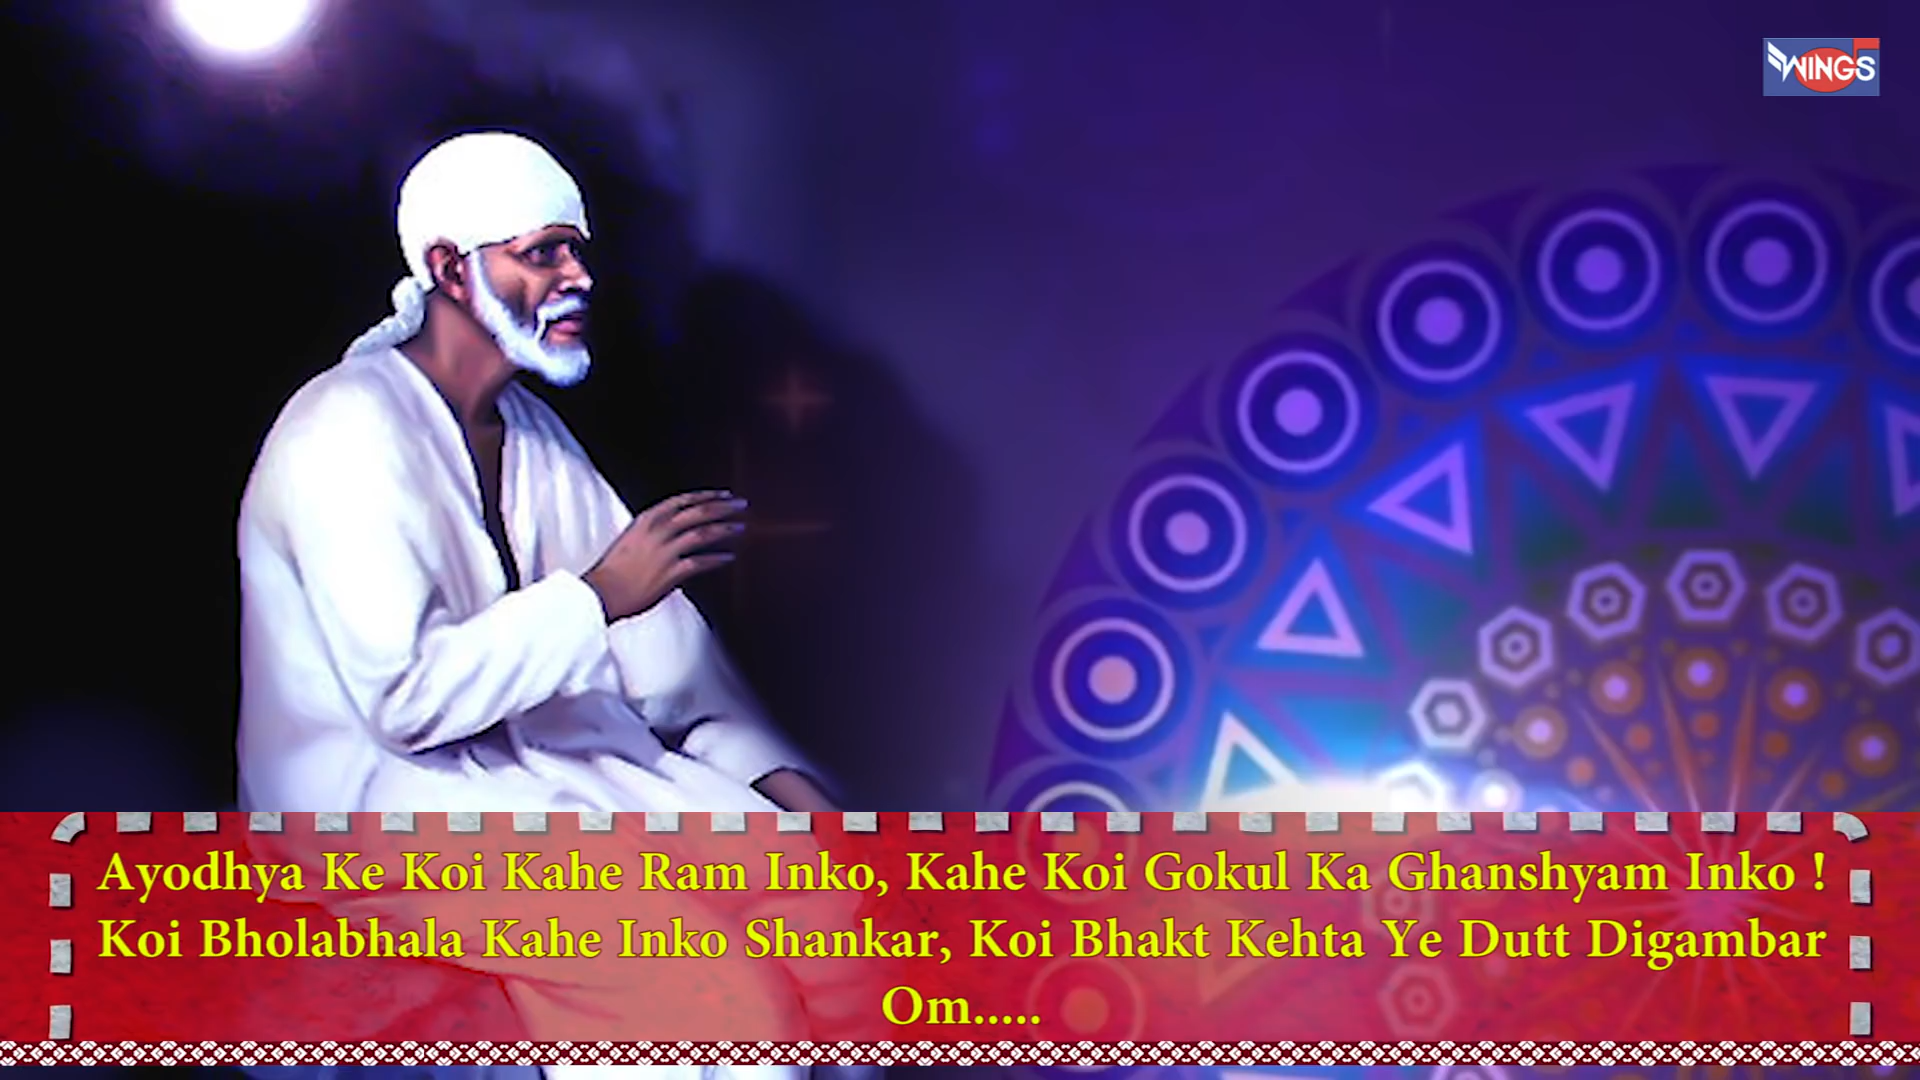 WINGS
Ayodhya Ke Koi Kahe Ram Inko, Kahe Koi Gokul Ka Ghanshyam Inko !
Koi Bholabhala Kahe Inko Shankar, Koi Bhakt Kehta Ye Dutt Digambar
Om.....